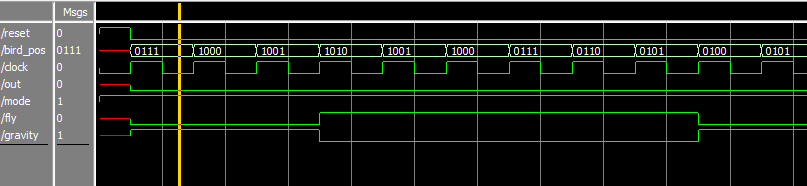 Msgs
/reset 0
/bird_pos 0111 0111 1000 1001 1010 1001 1000 0111 0110 0101 0100 0101
/clock 0
/out 0
/mode 1
/fly 0
/gravity 1